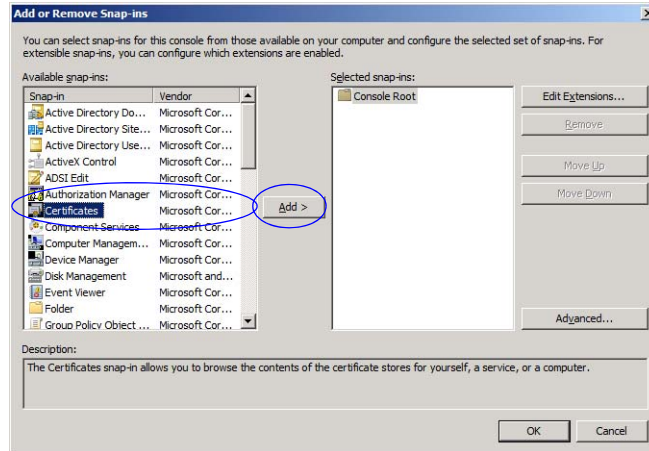 Add or Remove Snap-ins
You can select snap-ins for this console from those available on your computer and configure the selected set of snap-ins. For
extensible snap-ins, you can configure which extensions are enabled.
Available snap-ins:
Snap-in Vendor
Active Directory Do... Microsoft Cor...
Active Directory Site... Microsoft Cor...
Active Directory Use... Microsoft Cor...
ActiveX Control Microsoft Cor...
ADSI Edit Microsoft Cor...
Authorization Manager Microsoft Cor...
Certificates Microsoft Cor...
Component Services Microsoft Cor...
Computer Managem... Microsoft Cor...
Device Manager Microsoft Cor...
Disk Management Microsoft and...
Event Viewer Microsoft Cor...
Folder Microsoft Cor...
Group Policy Object ... Microsoft Cor...
Add >
Selected snap-ins:
Console Root
Edit Extensions...
Remove
Move Up
Move Down
Advanced...
Description:
The Certificates snap-in allows you to browse the contents of the certificate stores for yourself, a service, or a computer.
OK
Cancel